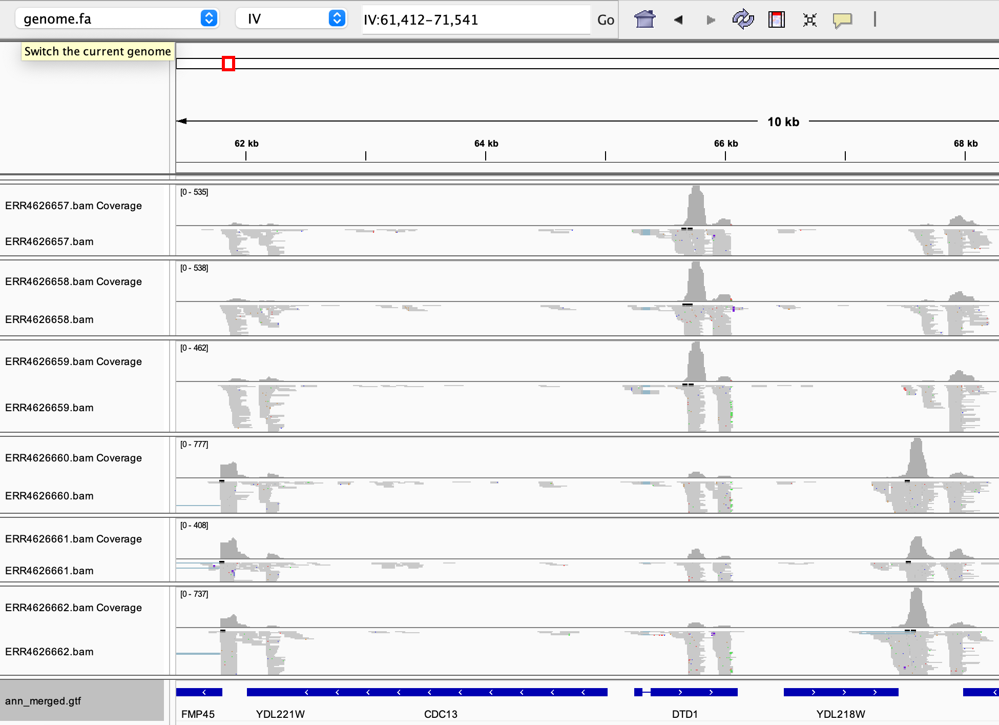 genome.fa IV IV:61,412-71,541 Go
Switch the current genome
10 kb
62 kb 64 kb 66 kb 68 kb
[0 - 535]
ERR4626657.bam Coverage
ERR4626657.bam
[0 - 538]
ERR4626658.bam Coverage
ERR4626658.bam
[0 - 462]
ERR4626659.bam Coverage
ERR4626659.bam
[0 - 777]
ERR4626660.bam Coverage
ERR4626660.bam
[0 - 408]
ERR4626661.bam Coverage
ERR4626661.bam
[0 - 737]
ERR4626662.bam Coverage
ERR4626662.bam
ann_merged.gtf
FMP45 YDL221W CDC13 DTD1 YDL218W